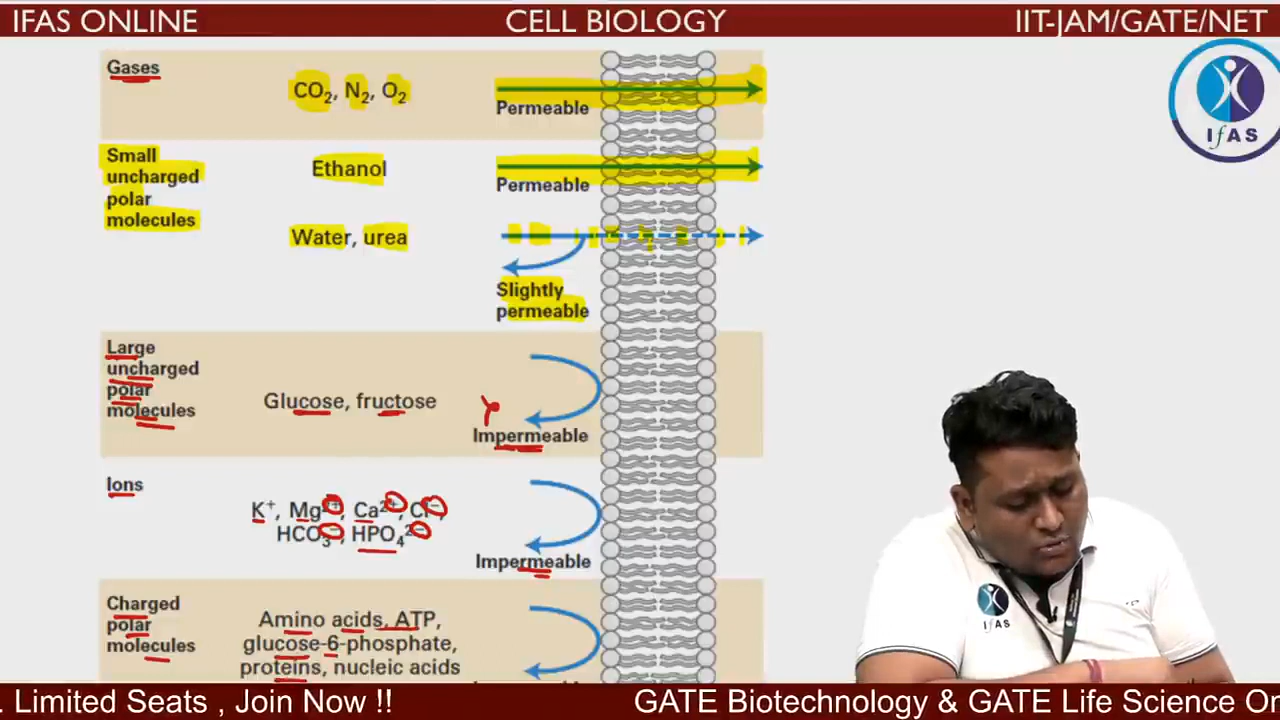 IFAS ONLINE
CELL BIOLOGY
IIT-JAM/GATE/NET
Gases
CO₂, N₂, O₂
Permeable
IfAS
Small
uncharged
polar
molecules
Ethanol
Permeable
Water, urea
Slightly
permeable
Large
uncharged
polar
molecules
Glucose, fructose
Impermeable
Ions
K⁺, Mg²⁺, Ca²⁺, Cl⁻,
HCO₃⁻, HPO₄²⁻
Impermeable
Charged
polar
molecules
Amino acids, ATP,
glucose-6-phosphate,
proteins, nucleic acids
IfAS
. Limited Seats , Join Now !!
GATE Biotechnology & GATE Life Science On